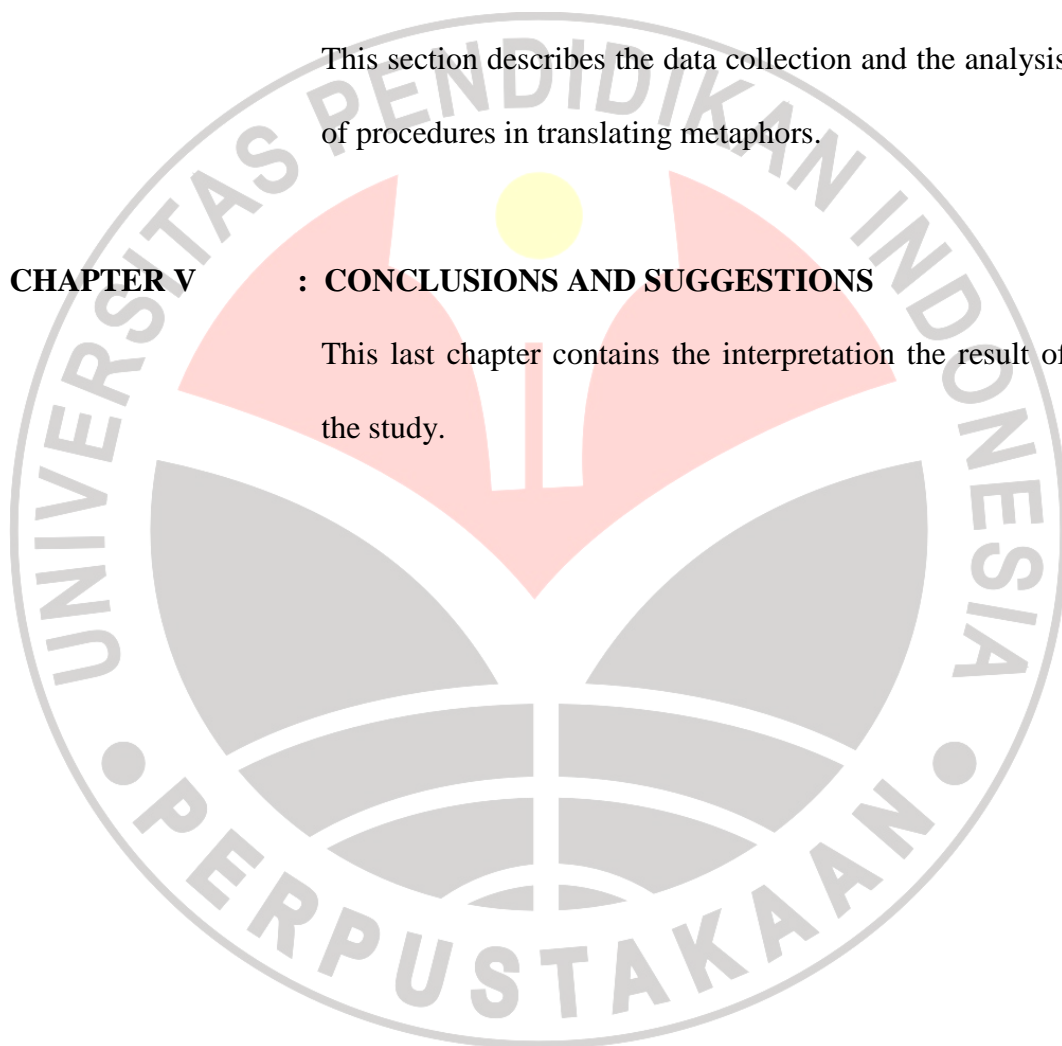 This section describes the data collection and the analysis
of procedures in translating metaphors.
CHAPTER V : CONCLUSIONS AND SUGGESTIONS
This last chapter contains the interpretation the result of
the study.
UNIVERSITAS PENDIDIKAN INDONESIA
PERPUSTAKAAN